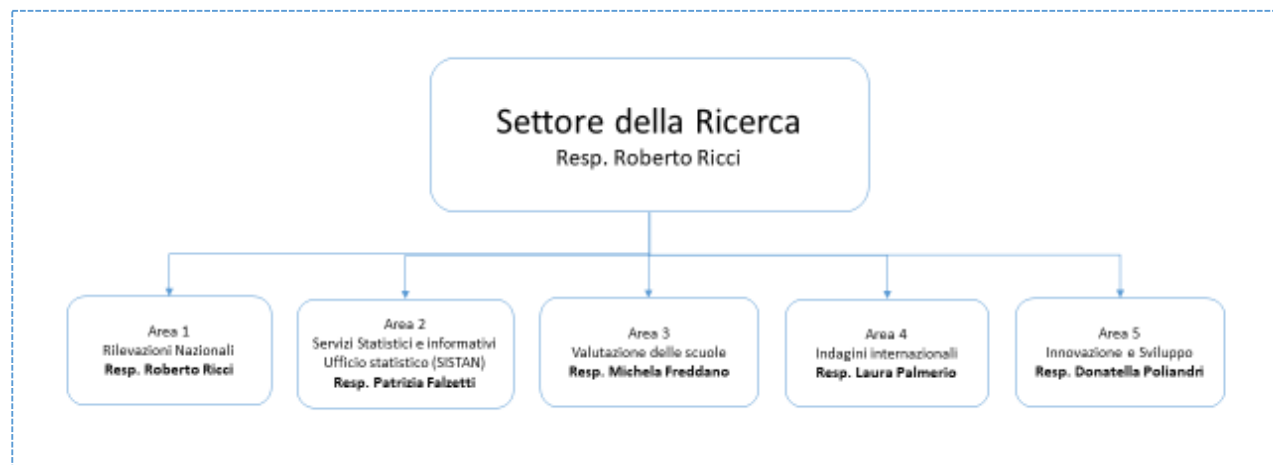 Settore della Ricerca
Resp. Roberto Ricci
Area 1
Rilevazioni Nazionali
Resp. Roberto Ricci
Area 2
Servizi Statistici e informativi
Ufficio statistico (SISTAN)
Resp. Patrizia Falzetti
Area 3
Valutazione delle scuole
Resp. Michela Freddano
Area 4
Indagini internazionali
Resp. Laura Palmerio
Area 5
Innovazione e Sviluppo
Resp. Donatella Poliandri